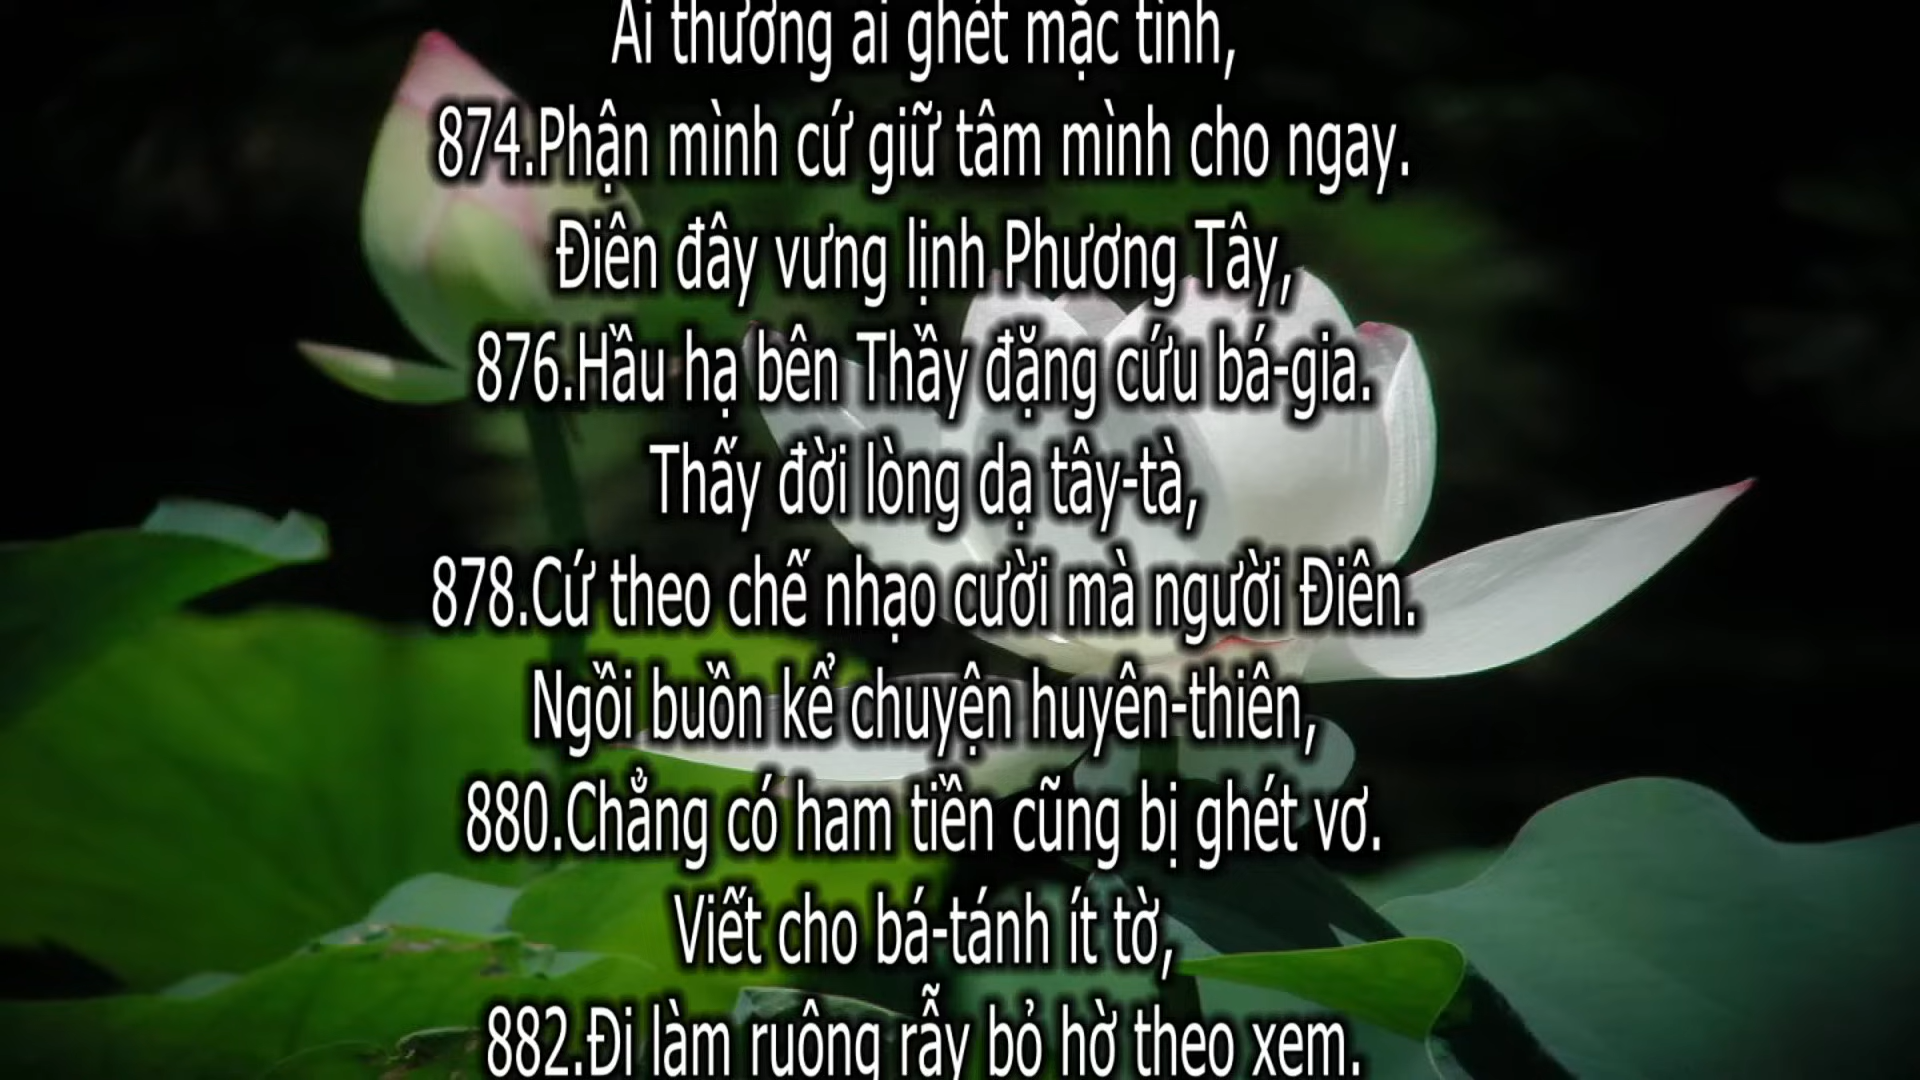 Ai thương ai ghét mặc tình,
874.Phận mình cứ giữ tâm mình cho ngay.
Điên đây vưng lịnh Phương Tây,
876.Hầu hạ bên Thầy đặng cứu bá-gia.
Thấy đời lòng dạ tây-tà,
878.Cứ theo chế nhạo cười mà người Điên.
Ngồi buồn kể chuyện huyên-thiên,
880.Chẳng có ham tiền cũng bị ghét vơ.
Viết cho bá-tánh ít tờ,
882.Đi làm ruộng rẫy bỏ hờ theo xem.